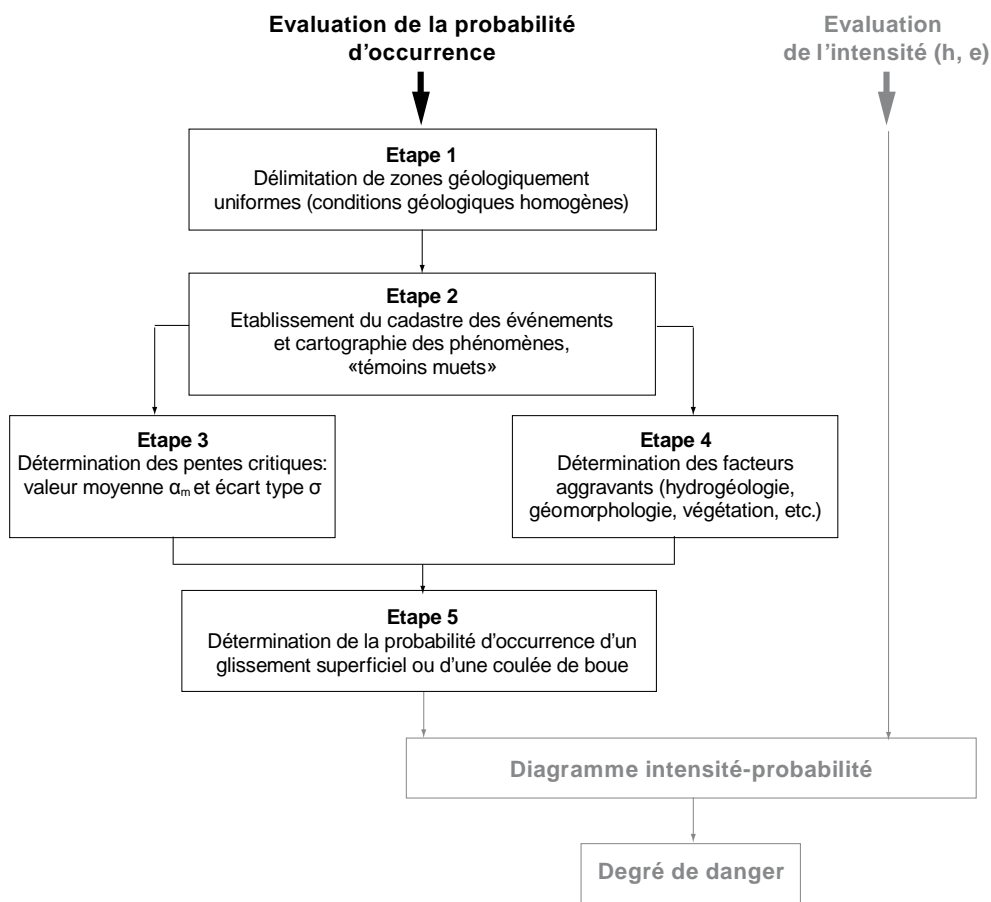 Evaluation de la probabilité
d’occurrence
Evaluation
de l’intensité (h, e)
Etape 1
Délimitation de zones géologiquement
uniformes (conditions géologiques homogènes)
Etape 2
Etablissement du cadastre des événements
et cartographie des phénomènes,
«témoins muets»
Etape 3
Détermination des pentes critiques:
valeur moyenne αₘ et écart type σ
Etape 4
Détermination des facteurs
aggravants (hydrogéologie,
géomorphologie, végétation, etc.)
Etape 5
Détermination de la probabilité d’occurrence d’un
glissement superficiel ou d’une coulée de boue
Diagramme intensité-probabilité
Degré de danger